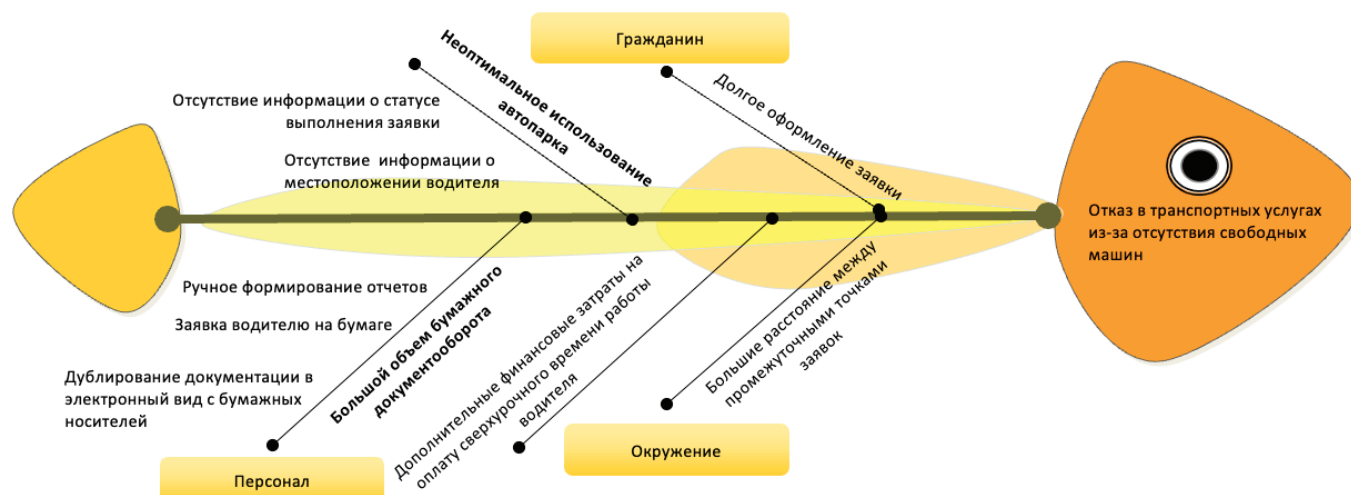 Гражданин
Неоптимальное использование
автопарка
Долгое оформление заявки
Отсутствие информации о статусе
выполнения заявки
Отсутствие информации о
местоположении водителя
Отказ в транспортных услугах
из-за отсутствия свободных
машин
Ручное формирование отчетов
Заявка водителю на бумаге
Дублирование документации в
электронный вид с бумажных
носителей
Большой объем бумажного
документооборота
Дополнительные финансовые затраты на
оплату сверхурочного времени работы
водителя
Большие расстояние между
промежуточными точками
заявок
Окружение
Персонал